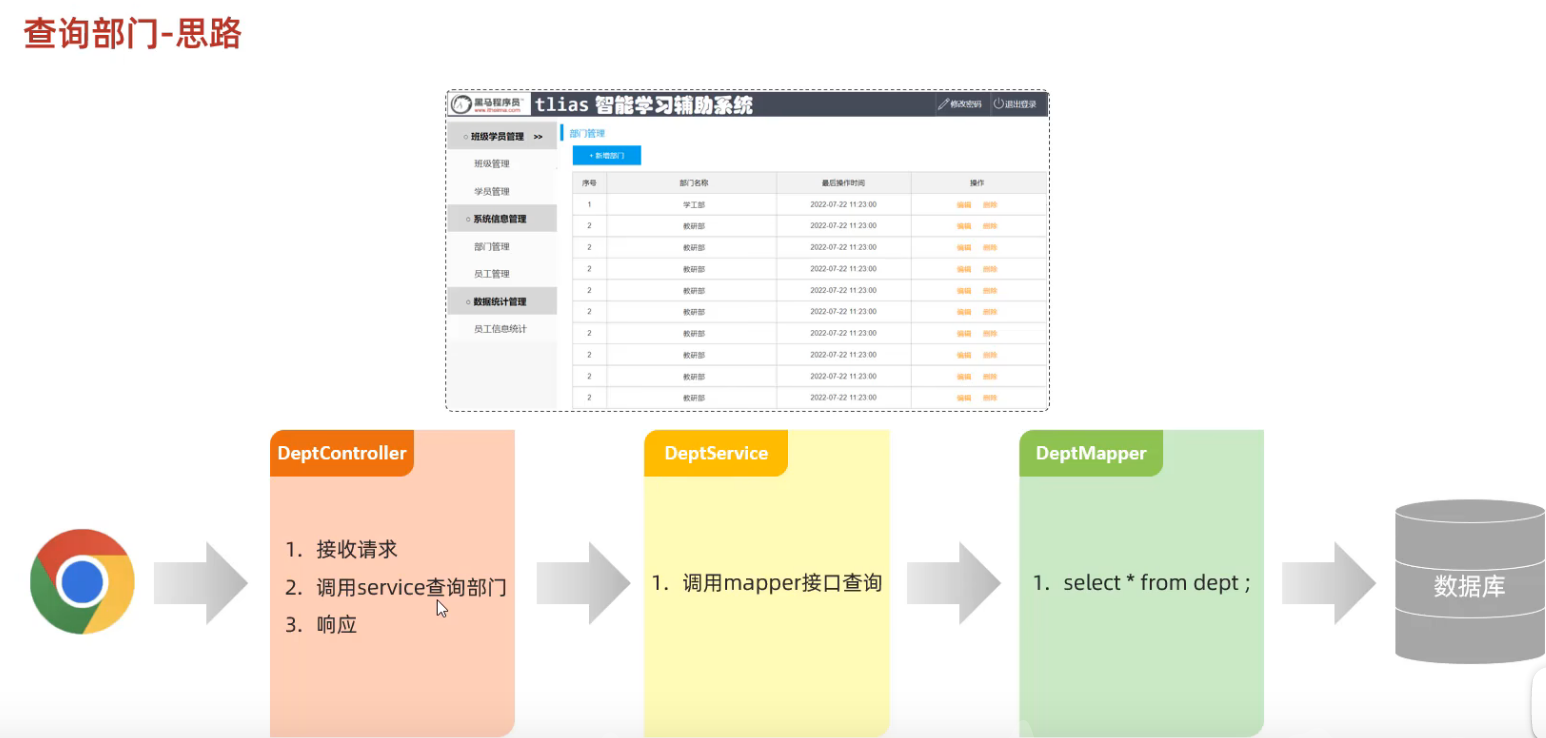 查询部门-思路
黑马程序员
www.itheima.com
tlias 智能学习辅助系统
修改密码
退出登录
班级学员管理 >>
班级管理
学员管理
系统信息管理
部门管理
员工管理
数据统计管理
员工信息统计
部门管理
+ 新增部门
序号 部门名称 最后操作时间 操作
1 学工部 2022-07-22 11:23:00 编辑 删除
2 教研部 2022-07-22 11:23:00 编辑 删除
2 教研部 2022-07-22 11:23:00 编辑 删除
2 教研部 2022-07-22 11:23:00 编辑 删除
2 教研部 2022-07-22 11:23:00 编辑 删除
2 教研部 2022-07-22 11:23:00 编辑 删除
2 教研部 2022-07-22 11:23:00 编辑 删除
2 教研部 2022-07-22 11:23:00 编辑 删除
2 教研部 2022-07-22 11:23:00 编辑 删除
2 教研部 2022-07-22 11:23:00 编辑 删除
DeptController
1. 接收请求
2. 调用service查询部门
3. 响应
DeptService
1. 调用mapper接口查询
DeptMapper
1. select * from dept ;
数据库